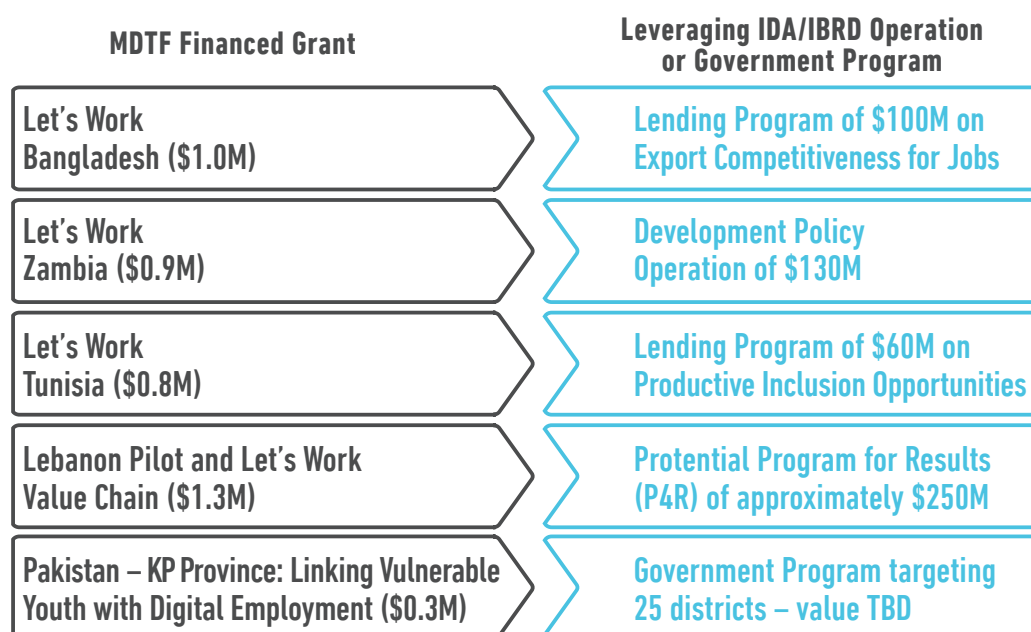 MDTF Financed Grant
Leveraging IDA/IBRD Operation
or Government Program
Let’s Work
Bangladesh ($1.0M)
Lending Program of $100M on
Export Competitiveness for Jobs
Let’s Work
Zambia ($0.9M)
Development Policy
Operation of $130M
Let’s Work
Tunisia ($0.8M)
Lending Program of $60M on
Productive Inclusion Opportunities
Lebanon Pilot and Let’s Work
Value Chain ($1.3M)
Potential Program for Results
(P4R) of approximately $250M
Pakistan – KP Province: Linking Vulnerable
Youth with Digital Employment ($0.3M)
Government Program targeting
25 districts – value TBD